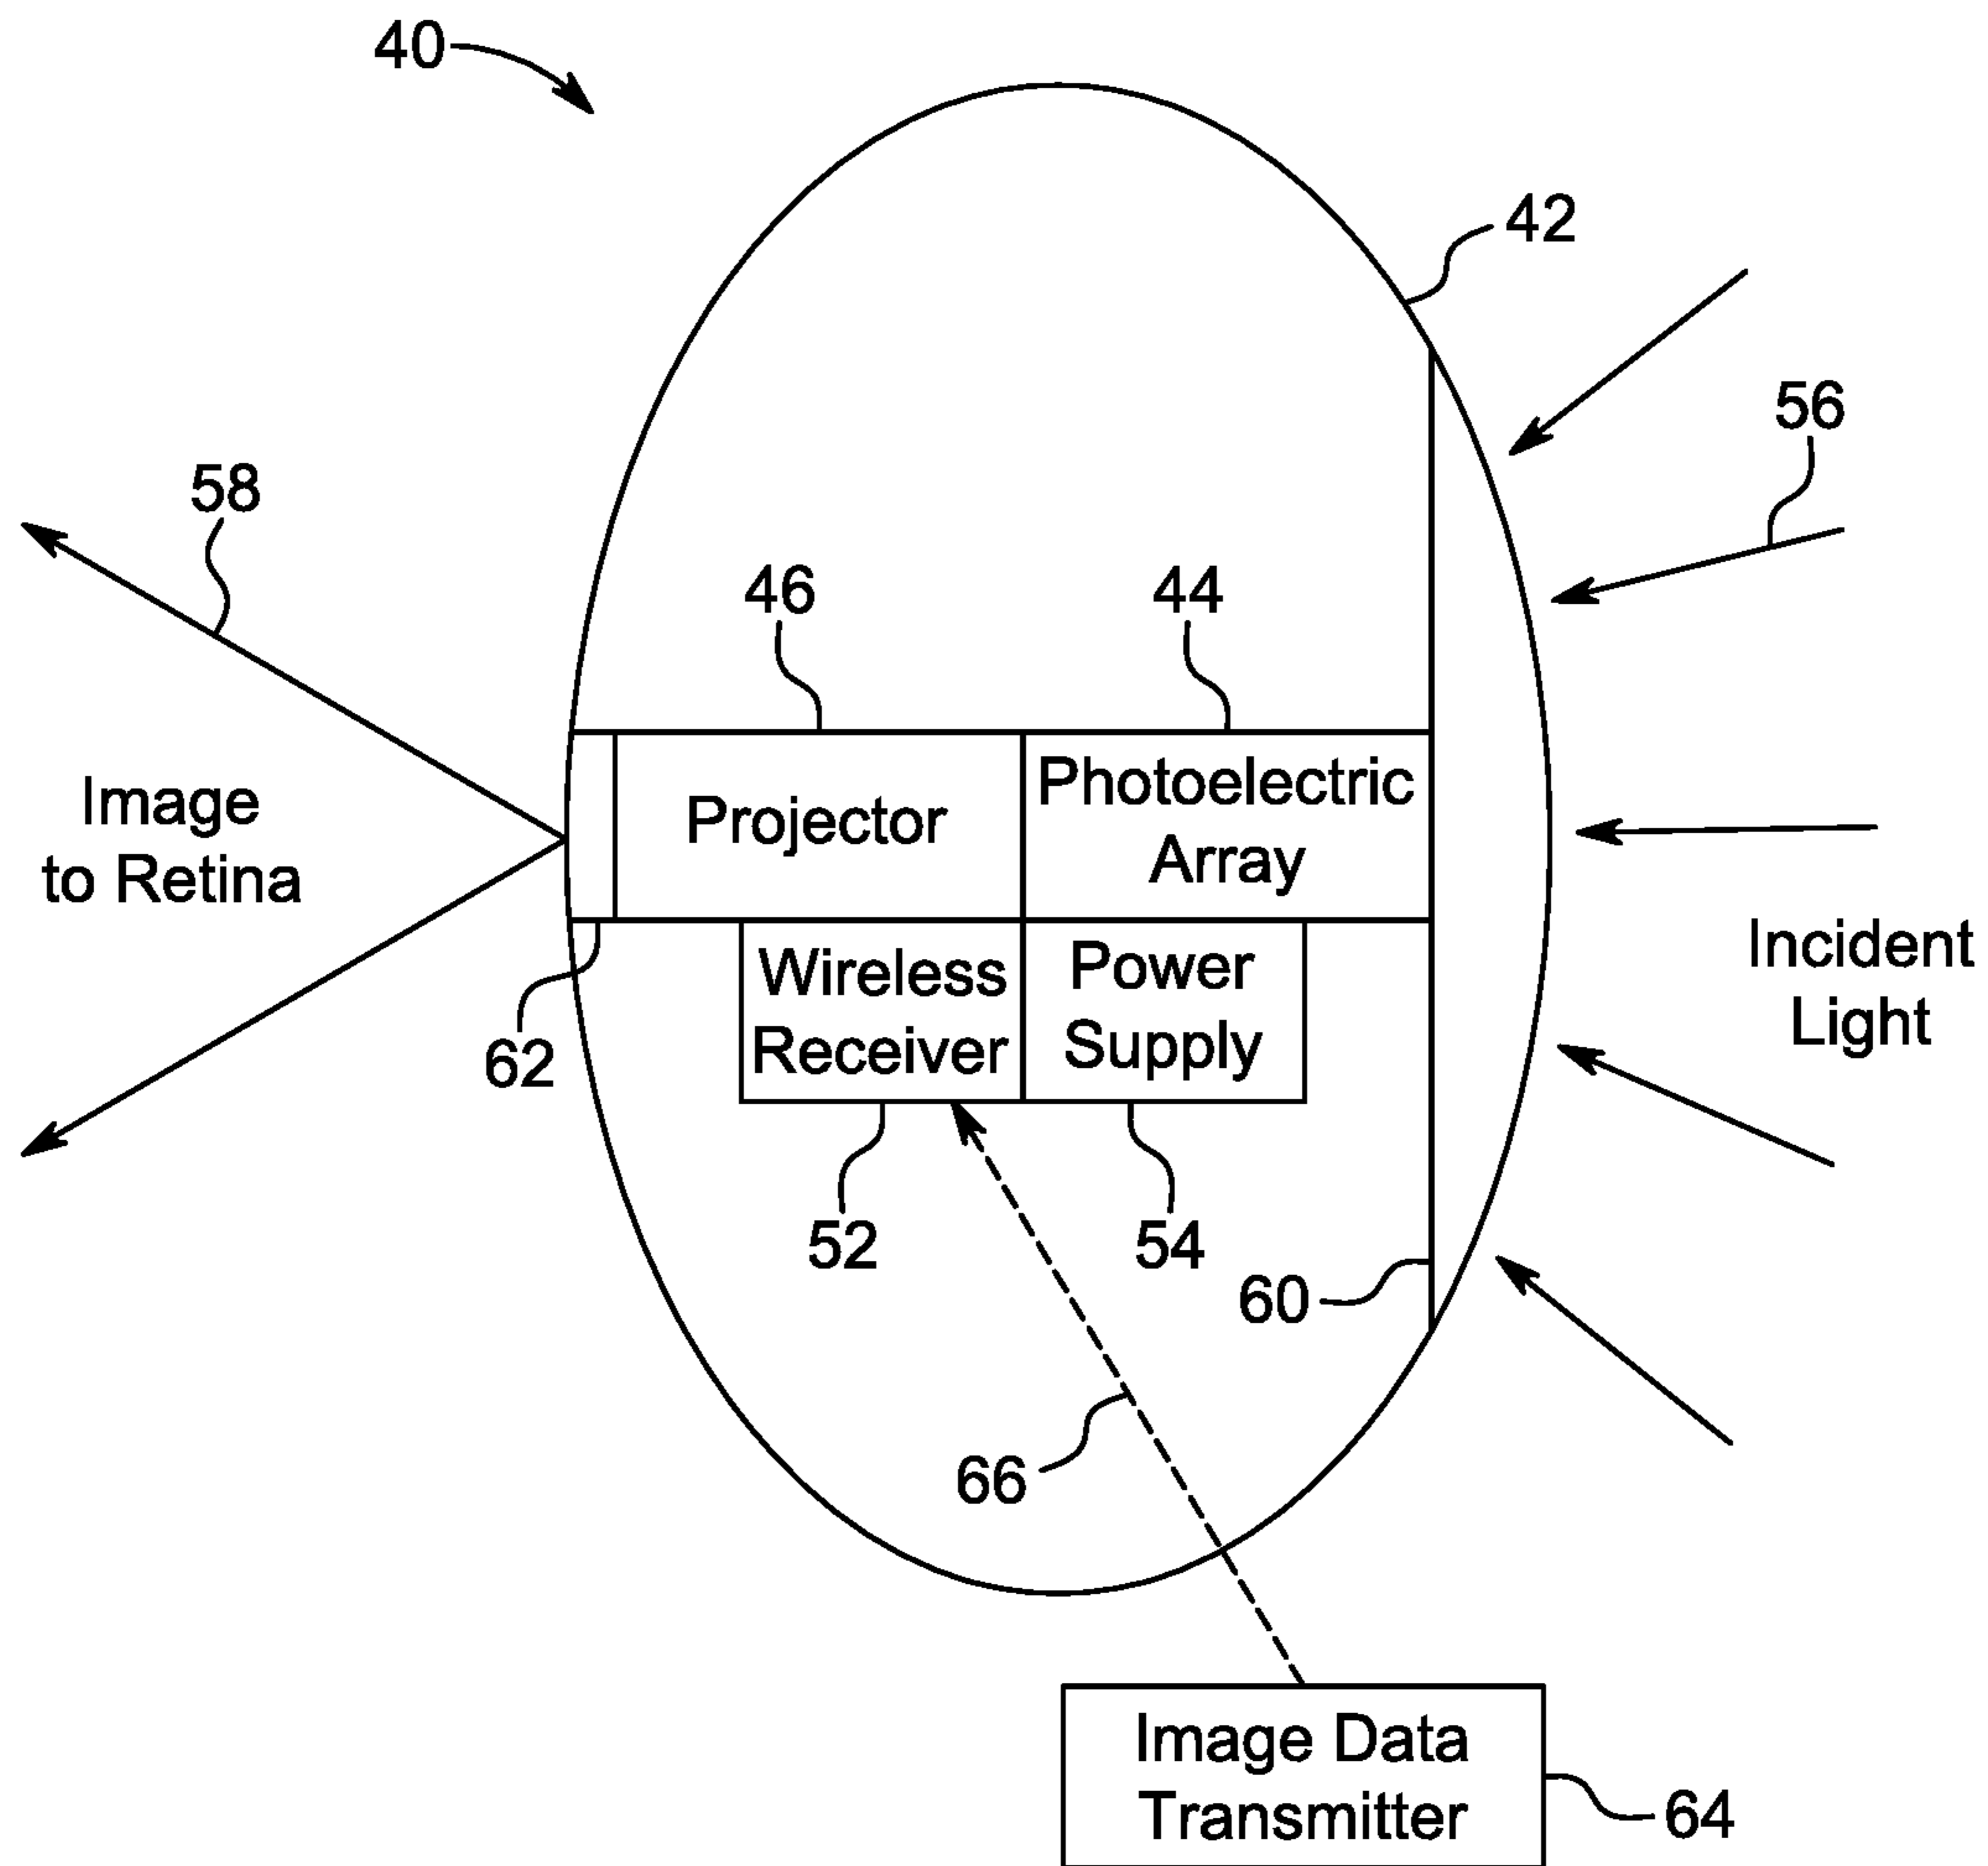 40
42
56
58
46
44
Image
to Retina
Projector
Photoelectric
Array
Incident
Light
Wireless
Receiver
Power
Supply
62
52
54
60
66
Image Data
Transmitter
64